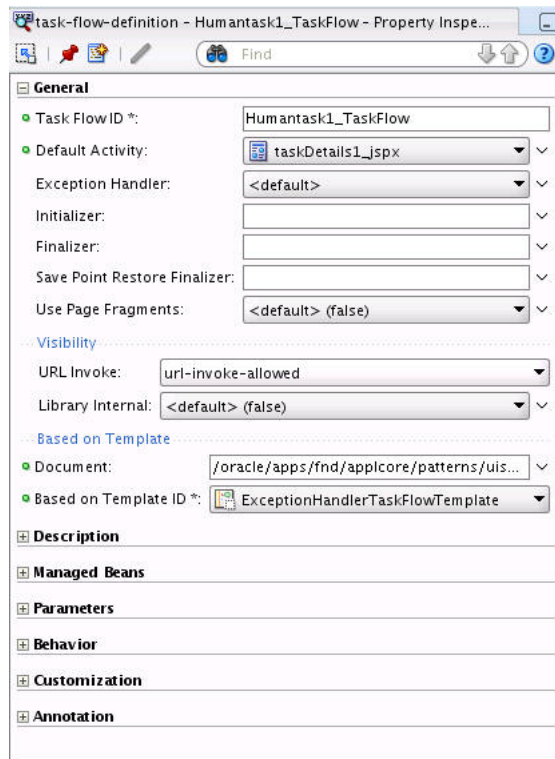 task-flow-definition - Humantask1_TaskFlow - Property Inspe...
Find
General
Task Flow ID *: Humantask1_TaskFlow
Default Activity: taskDetails1_jspx
Exception Handler: <default>
Initializer:
Finalizer:
Save Point Restore Finalizer:
Use Page Fragments: <default> (false)
Visibility
URL Invoke: url-invoke-allowed
Library Internal: <default> (false)
Based on Template
Document: /oracle/apps/fnd/applcore/patterns/uis...
Based on Template ID *: ExceptionHandlerTaskFlowTemplate
Description
Managed Beans
Parameters
Behavior
Customization
Annotation